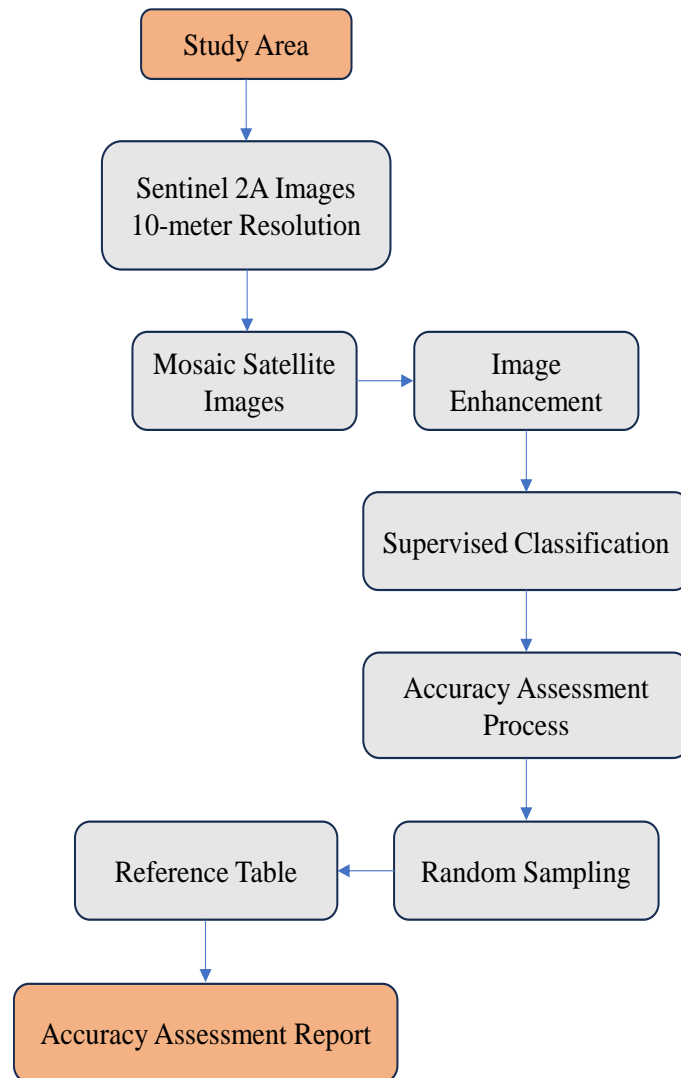 Study Area
Sentinel 2A Images
10-meter Resolution
Mosaic Satellite
Images
Image
Enhancement
Supervised Classification
Accuracy Assessment
Process
Random Sampling
Reference Table
Accuracy Assessment Report